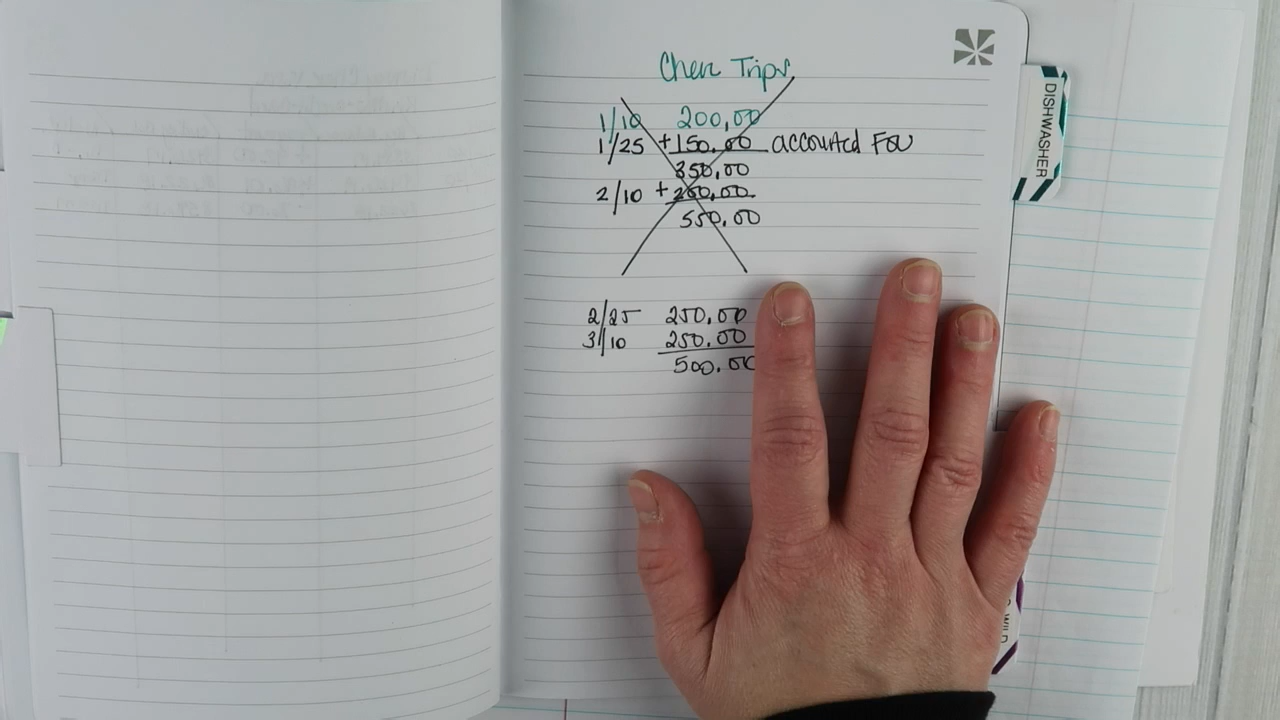 Cher Trips
1/10 200.00
1/25 +150.00 accounted For
350.00
2/10 +200.00
550.00
2/25 250.00
3/10 250.00
500.00
DISHWASHER
WILD